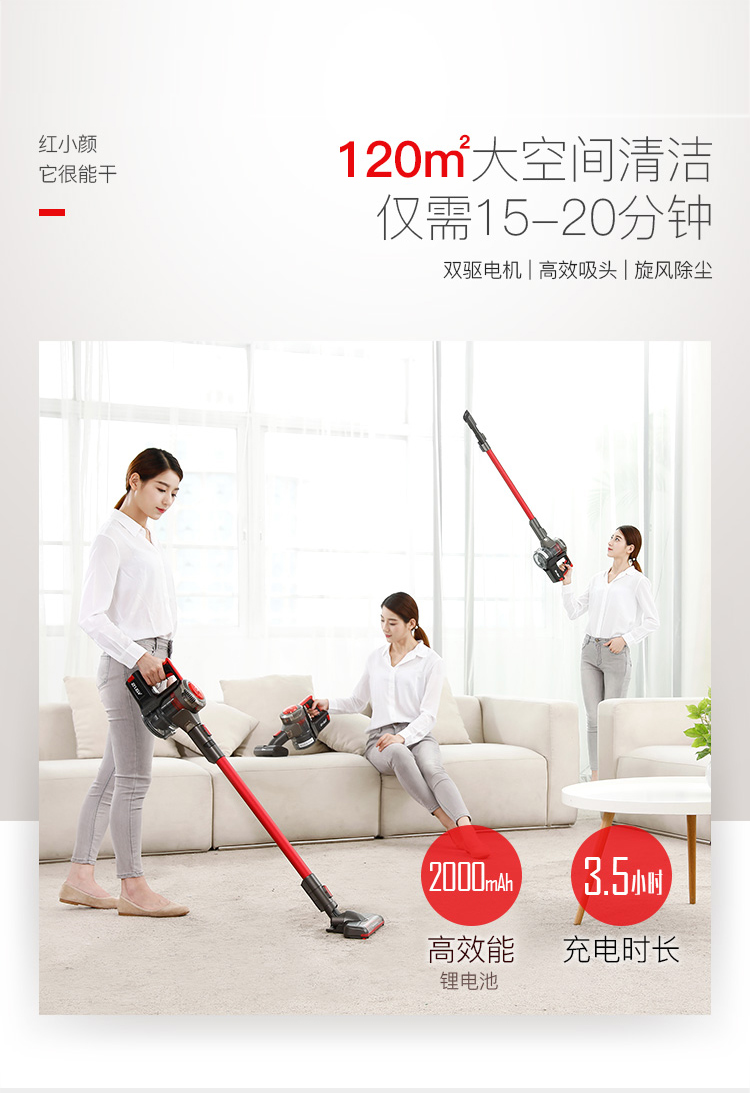 红小颜
它很能干
120m²大空间清洁
仅需15-20分钟
双驱电机 | 高效吸头 | 旋风除尘
2000mAh
高效能
锂电池
3.5小时
充电时长